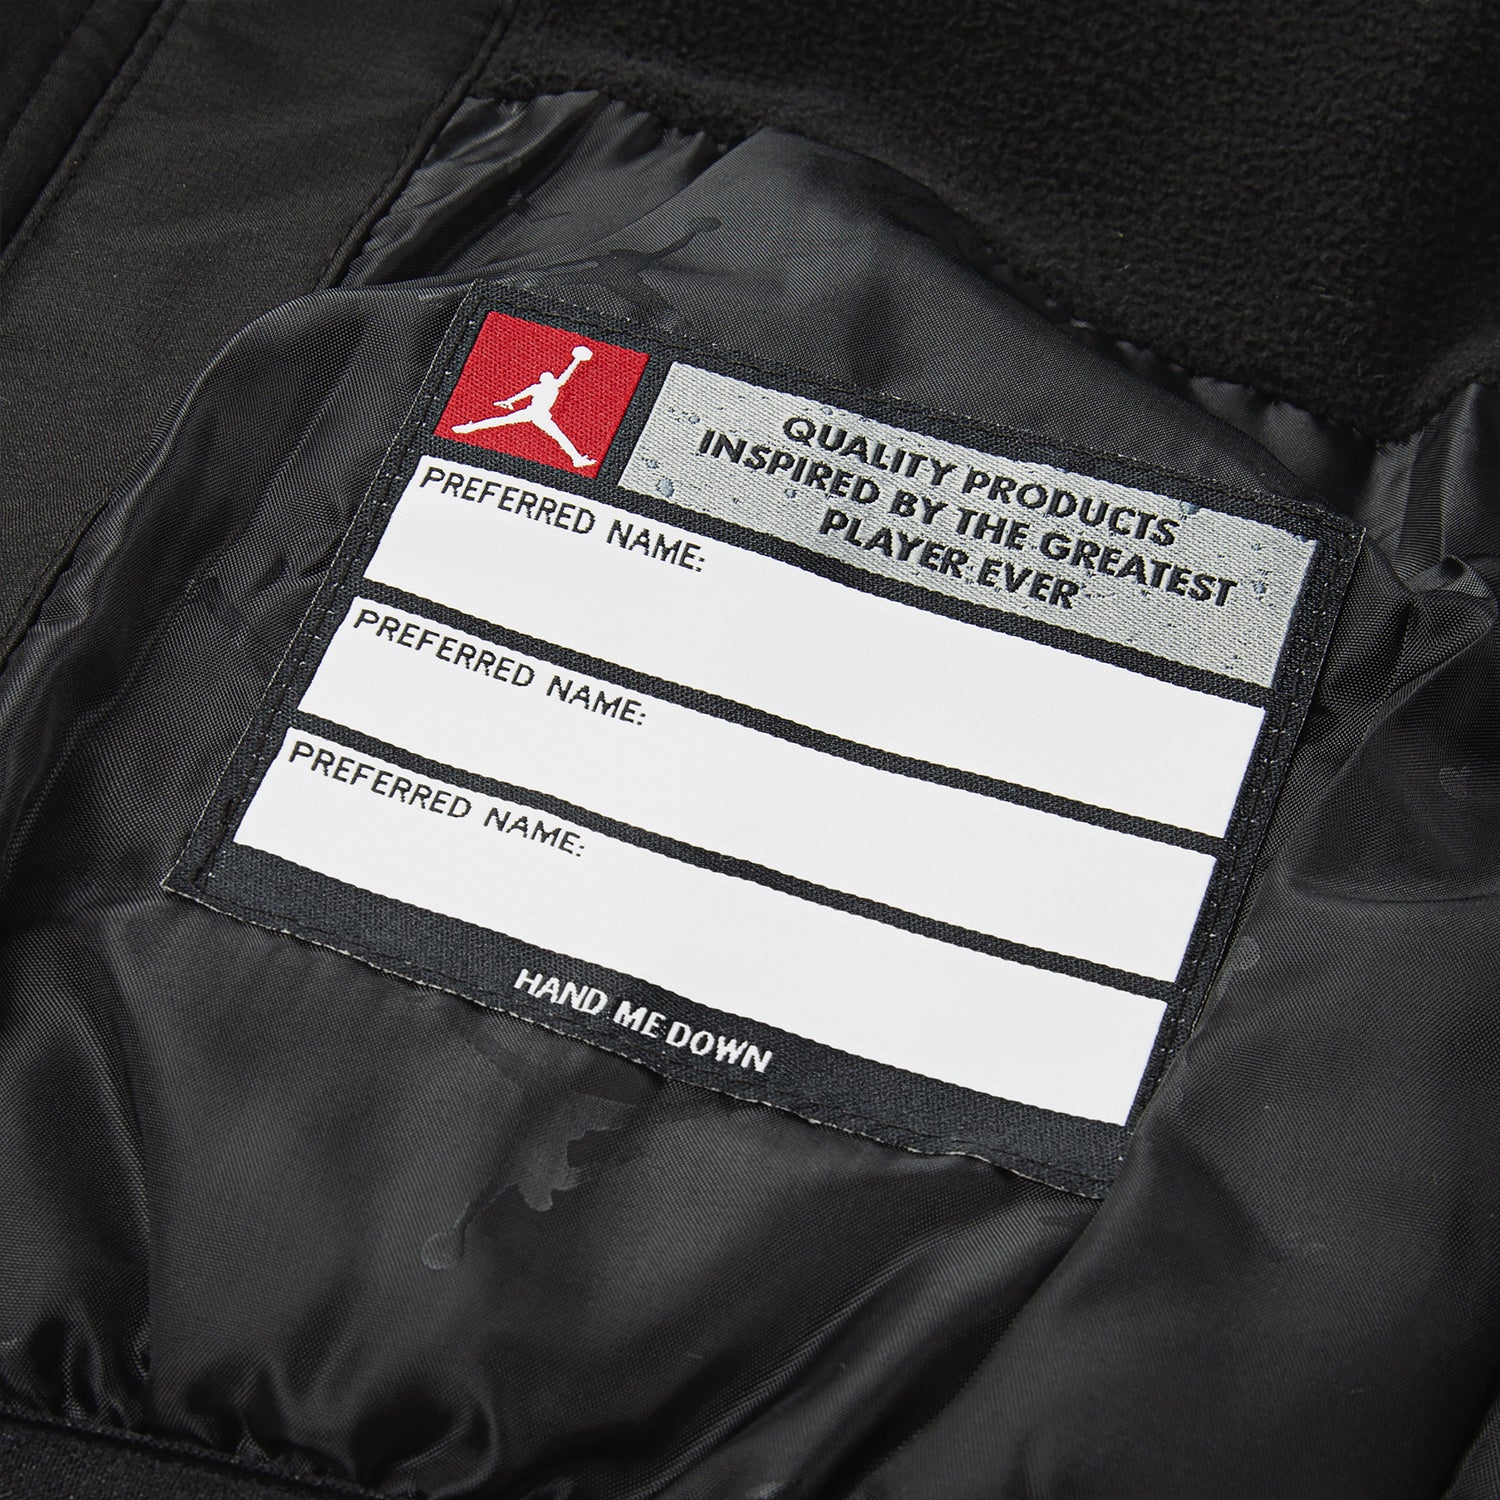 QUALITY PRODUCTS
INSPIRED BY THE GREATEST
PLAYER EVER
PREFERRED NAME:
PREFERRED NAME:
PREFERRED NAME:
HAND ME DOWN